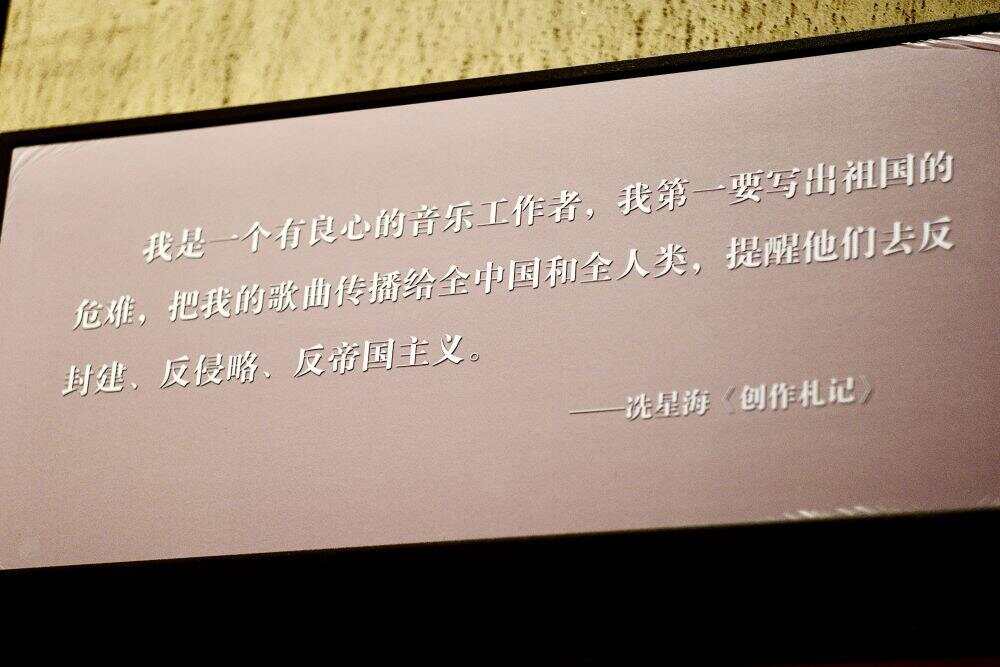 我是一个有良心的音乐工作者，我第一要写出祖国的
危难，把我的歌曲传播给全中国和全人类，提醒他们去反
封建、反侵略、反帝国主义。
——冼星海《创作札记》